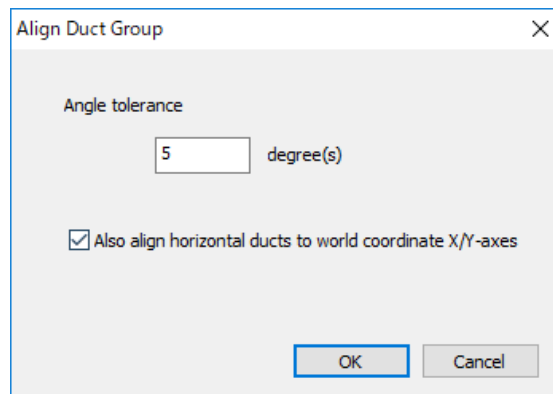 Align Duct Group
Angle tolerance
5 degree(s)
Also align horizontal ducts to world coordinate X/Y-axes
OK Cancel